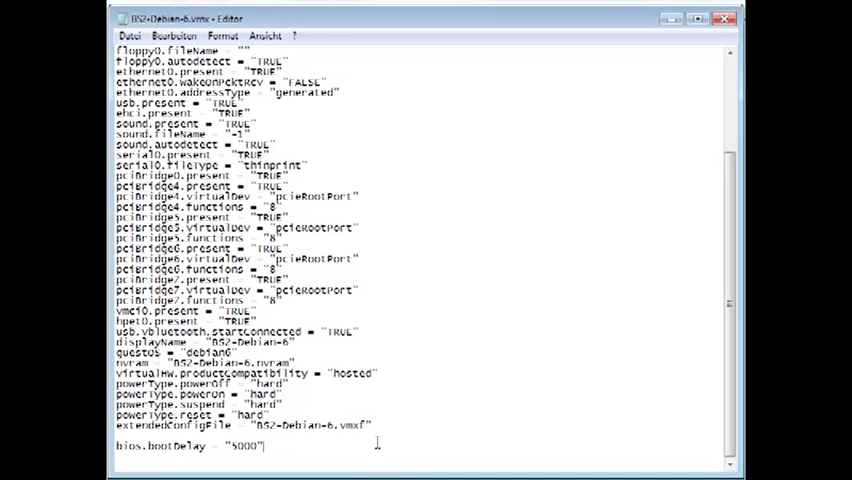 BS2-Debian-6.vmx - Editor
Datei Bearbeiten Format Ansicht ?
floppy0.fileName = ""
floppy0.autodetect = "TRUE"
ethernet0.present = "TRUE"
ethernet0.wakeOnPcktRcv = "FALSE"
ethernet0.addressType = "generated"
usb.present = "TRUE"
ehci.present = "TRUE"
sound.present = "TRUE"
sound.fileName = "-1"
sound.autodetect = "TRUE"
serial0.present = "TRUE"
serial0.fileType = "thinprint"
pciBridge0.present = "TRUE"
pciBridge4.present = "TRUE"
pciBridge4.virtualDev = "pcieRootPort"
pciBridge4.functions = "8"
pciBridge5.present = "TRUE"
pciBridge5.virtualDev = "pcieRootPort"
pciBridge5.functions = "8"
pciBridge6.present = "TRUE"
pciBridge6.virtualDev = "pcieRootPort"
pciBridge6.functions = "8"
pciBridge7.present = "TRUE"
pciBridge7.virtualDev = "pcieRootPort"
pciBridge7.functions = "8"
vmci0.present = "TRUE"
hpet0.present = "TRUE"
usb.vbluetooth.startConnected = "TRUE"
displayName = "BS2-Debian-6"
guestOS = "debian6"
nvram = "BS2-Debian-6.nvram"
virtualHW.productCompatibility = "hosted"
powerType.powerOff = "hard"
powerType.powerOn = "hard"
powerType.suspend = "hard"
powerType.reset = "hard"
extendedConfigFile = "BS2-Debian-6.vmxf"
bios.bootDelay = "5000"